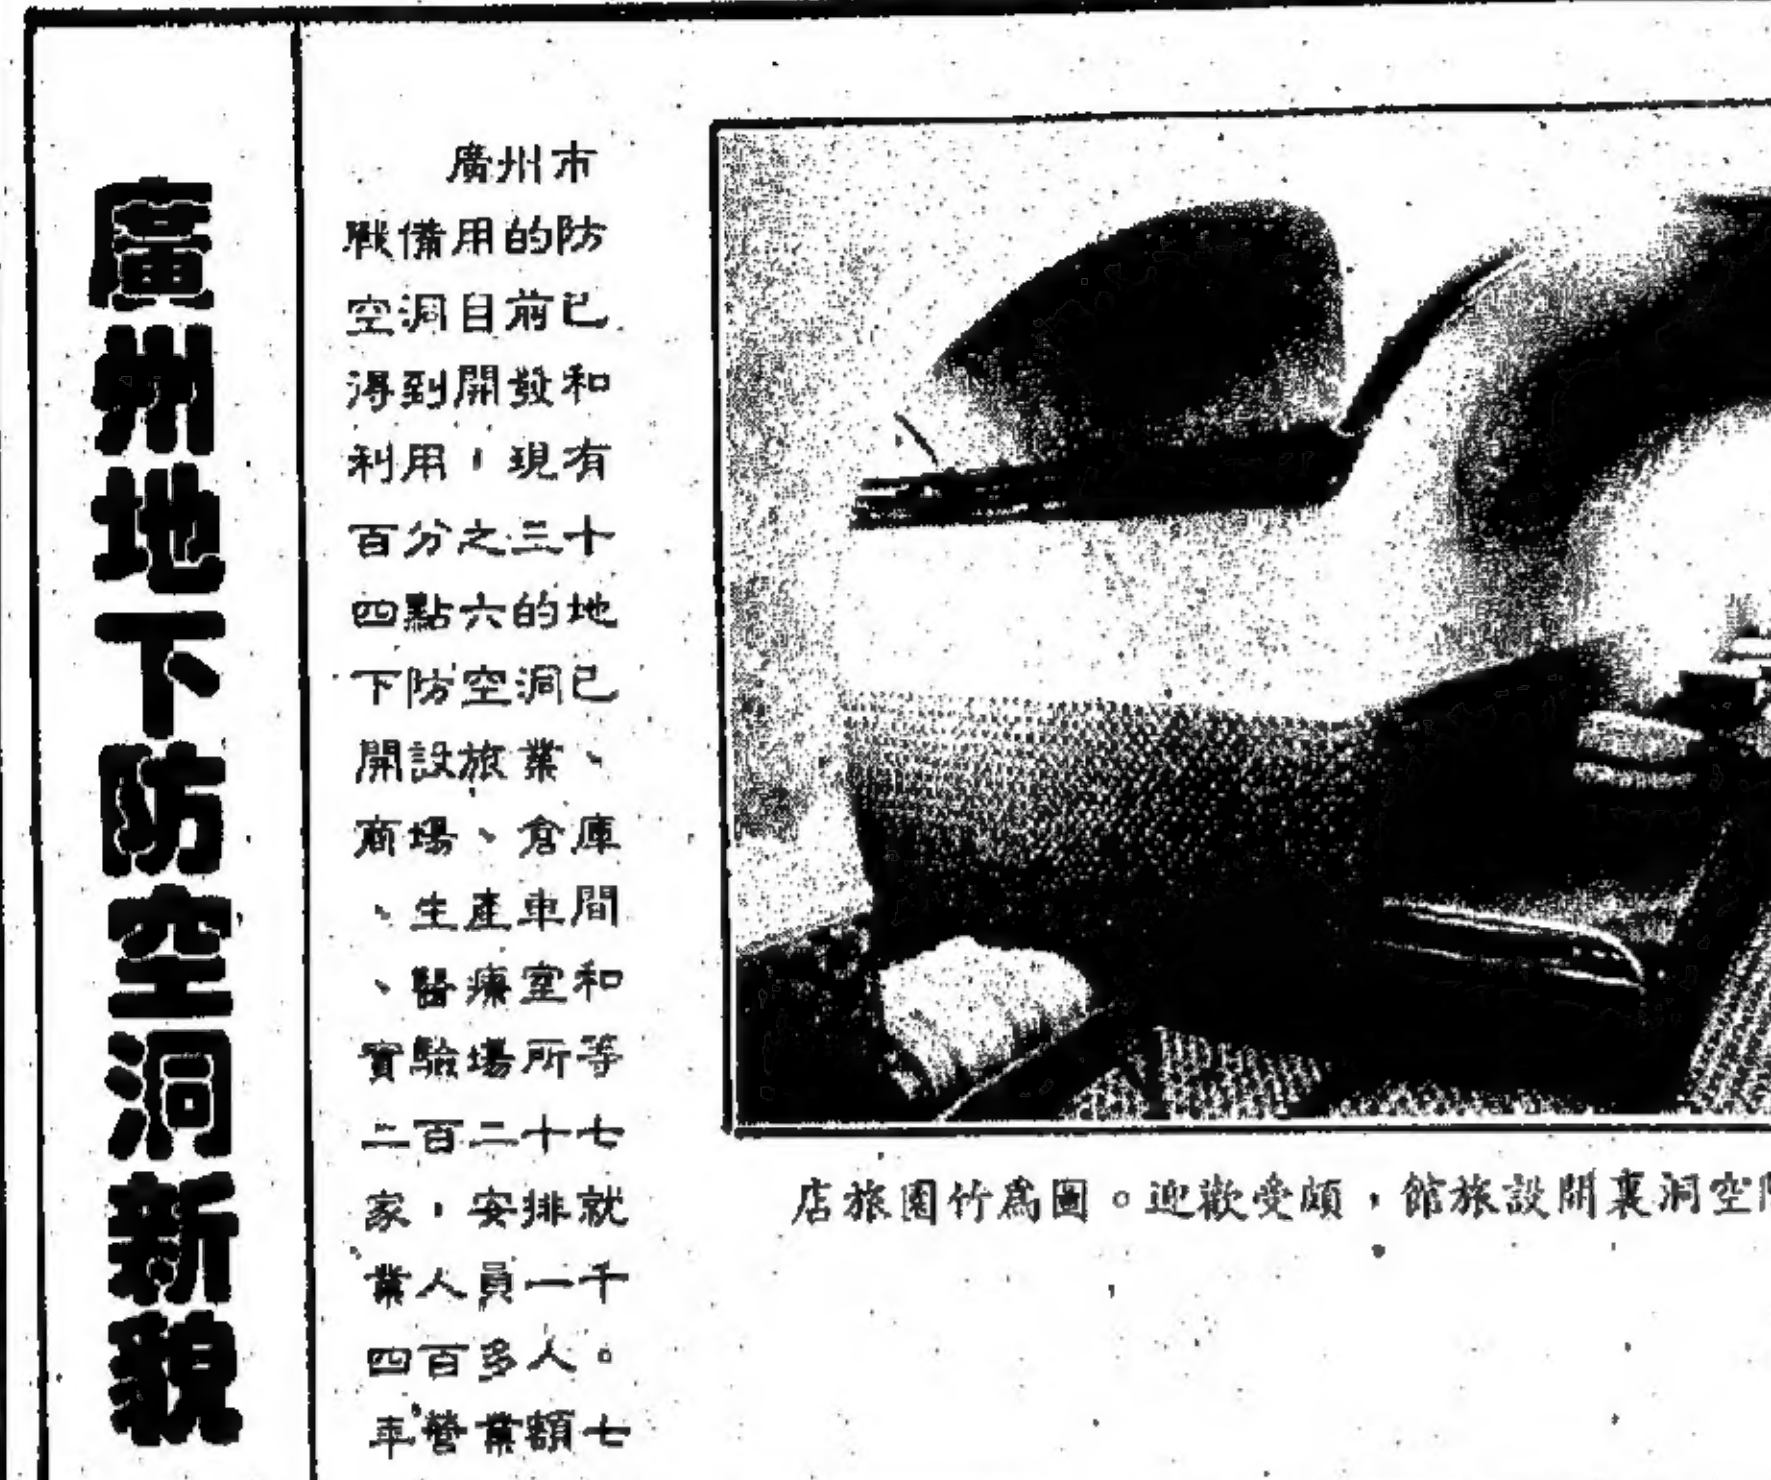 廣州地下防空洞新貌
廣州市
戰備用的防
空洞目前已
得到開發和
利用，現有
百分之三十
四點六的地
下防空洞已
開設旅業、
商場、倉庫
、生產車間
、醫療室和
實驗場所等
二百二十七
家，安排就
業人員一千
四百多人。
年營業額七
空洞裏開設旅館，頗受歡迎。圖爲竹園旅店